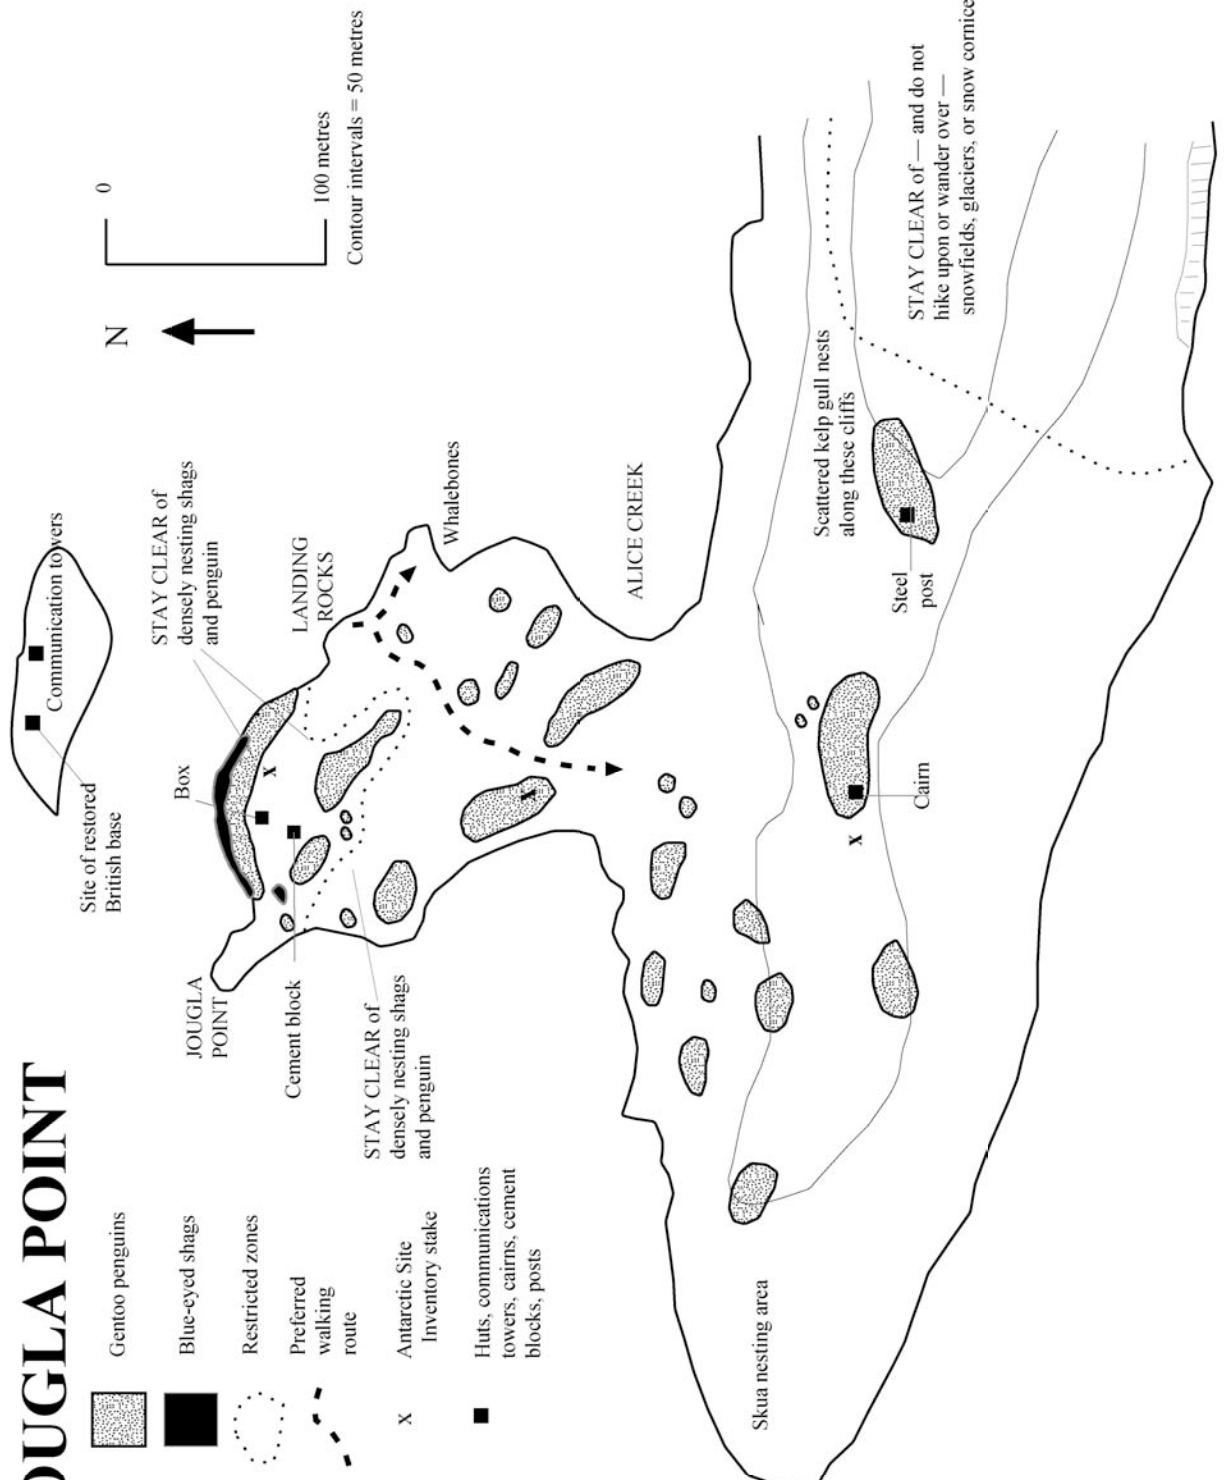 OUGLA POINT
Gentoo penguins
Blue-eyed shags
Restricted zones
Preferred
walking
route
x
Antarctic Site
Inventory stake
Huts, communications
towers, cairns, cement
blocks, posts
Site of restored
British base
Communication towers
N
0
100 metres
Contour intervals = 50 metres
STAY CLEAR of
densely nesting shags
and penguin
LANDING
ROCKS
Whalebones
Box
x
JOUGLA
POINT
Cement block
STAY CLEAR of
densely nesting shags
and penguin
x
ALICE CREEK
Scattered kelp gull nests
along these cliffs
STAY CLEAR of — and do not
hike upon or wander over —
snowfields, glaciers, or snow cornice
Steel
post
Cairn
x
Skua nesting area